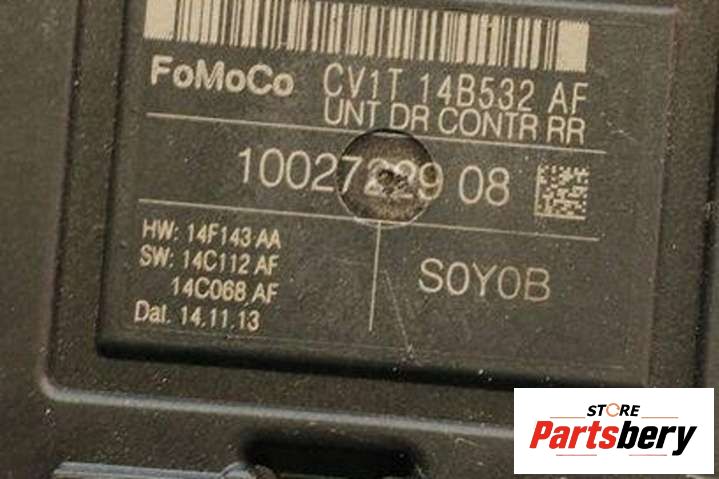 FoMoCo CV1T 14B532 AF
UNT DR CONTR RR
10027229 08
HW: 14F143 AA
SW: 14C112 AF
14C068 AF
Dat. 14.11.13
S0Y0B
STORE
Partsbery